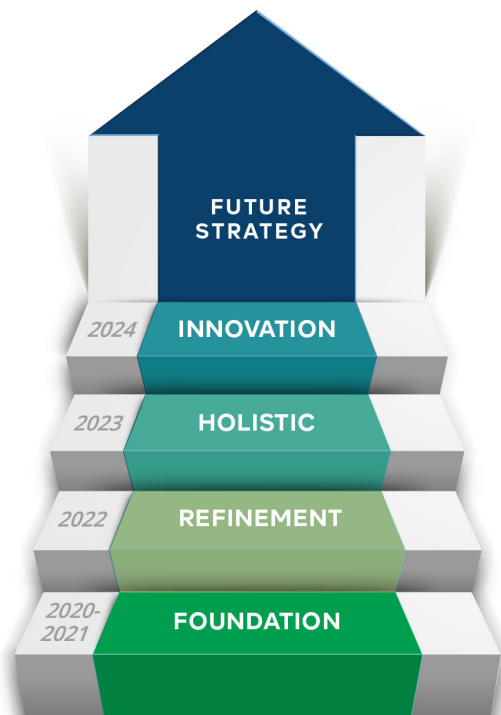 FUTURE
STRATEGY
2024 INNOVATION
2023 HOLISTIC
2022 REFINEMENT
2020-
2021
FOUNDATION